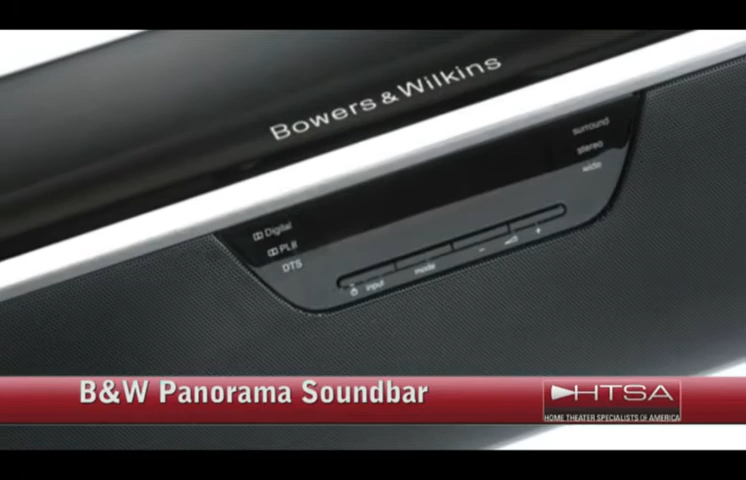 Bowers & Wilkins
surround
stereo
wide
Digital
PLII
DTS
input
mode
- +
B&W Panorama Soundbar
HTSA
HOME THEATER SPECIALISTS OF AMERICA